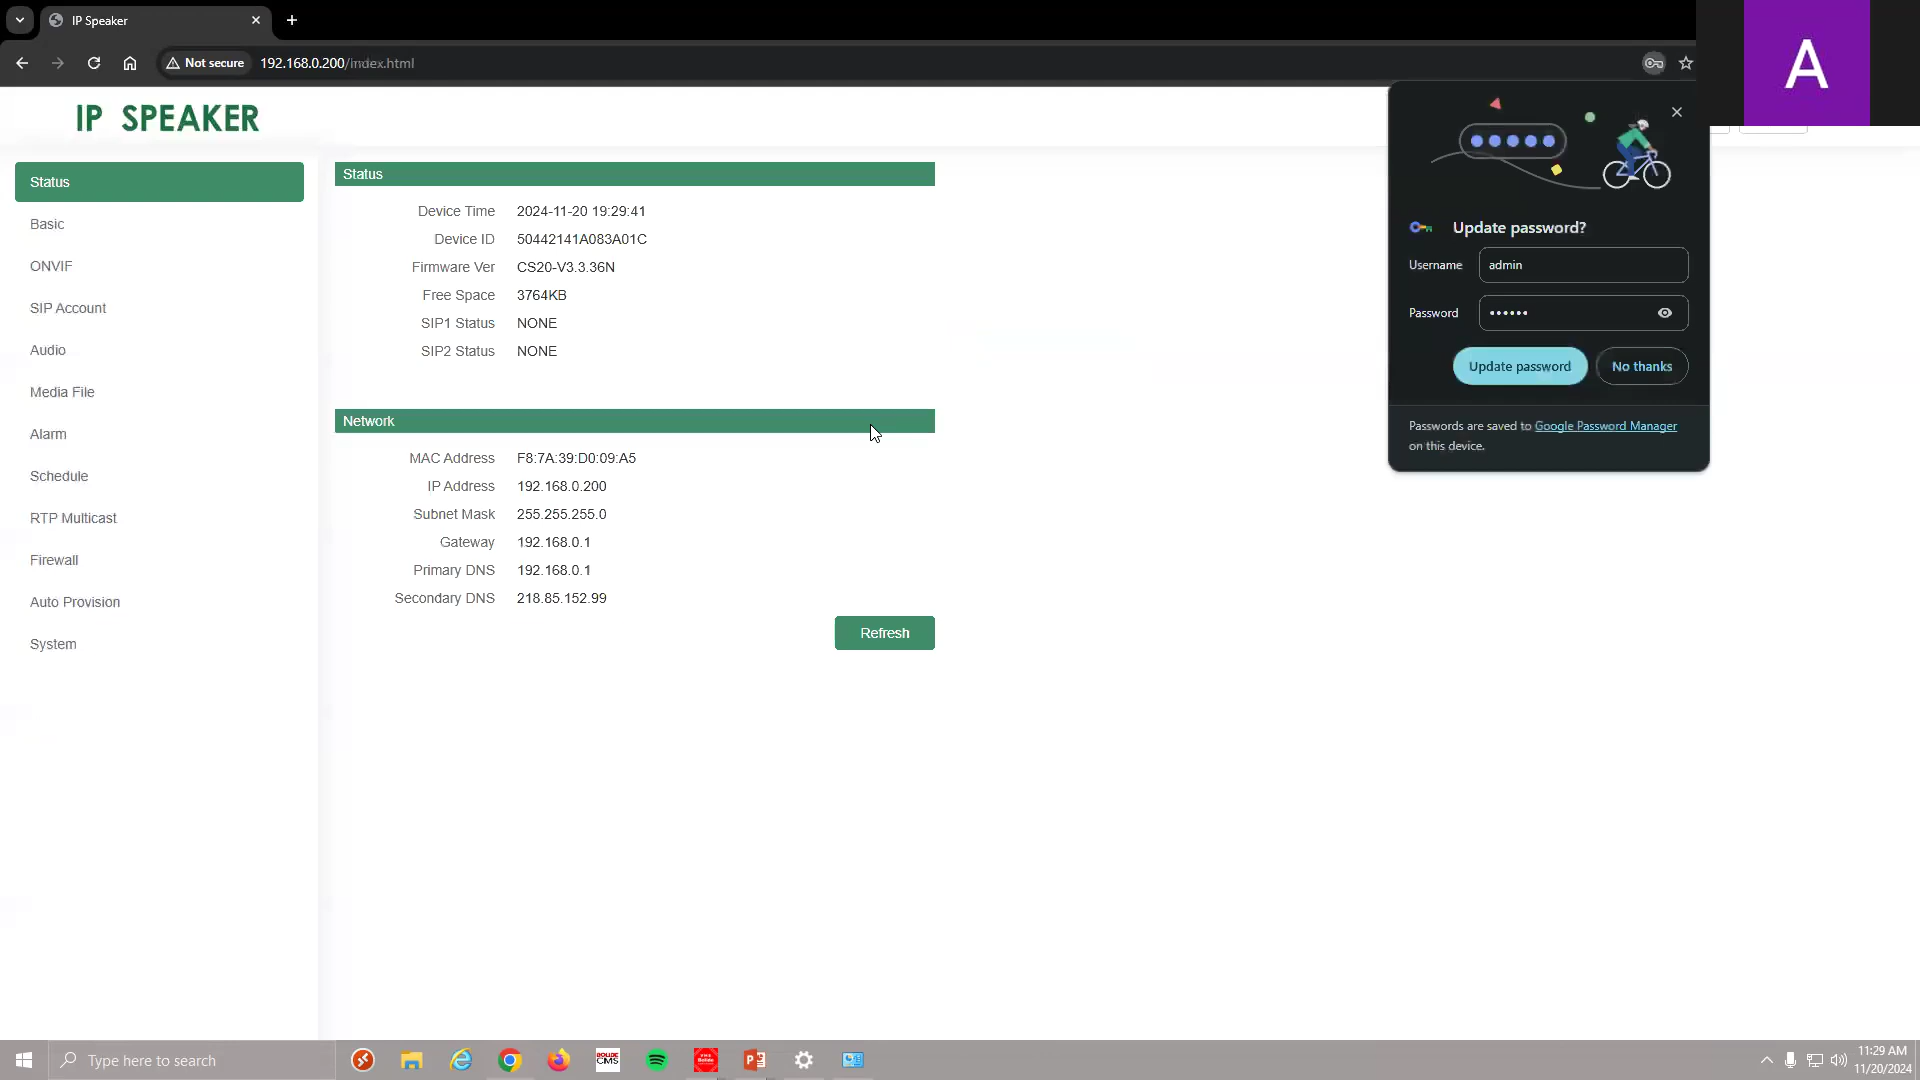 IP Speaker
Not secure
192.168.0.200/index.html
A
IP SPEAKER
Status
Basic
ONVIF
SIP Account
Audio
Media File
Alarm
Schedule
RTP Multicast
Firewall
Auto Provision
System
Status
Device Time 2024-11-20 19:29:41
Device ID 50442141A083A01C
Firmware Ver CS20-V3.3.36N
Free Space 3764KB
SIP1 Status NONE
SIP2 Status NONE
Network
MAC Address F8:7A:39:D0:09:A5
IP Address 192.168.0.200
Subnet Mask 255.255.255.0
Gateway 192.168.0.1
Primary DNS 192.168.0.1
Secondary DNS 218.85.152.99
Refresh
Update password?
Username admin
Password ••••••
Update password No thanks
Passwords are saved to Google Password Manager
on this device.
Type here to search
BOLIDE
CMS
Bolide
11:29 AM
11/20/2024